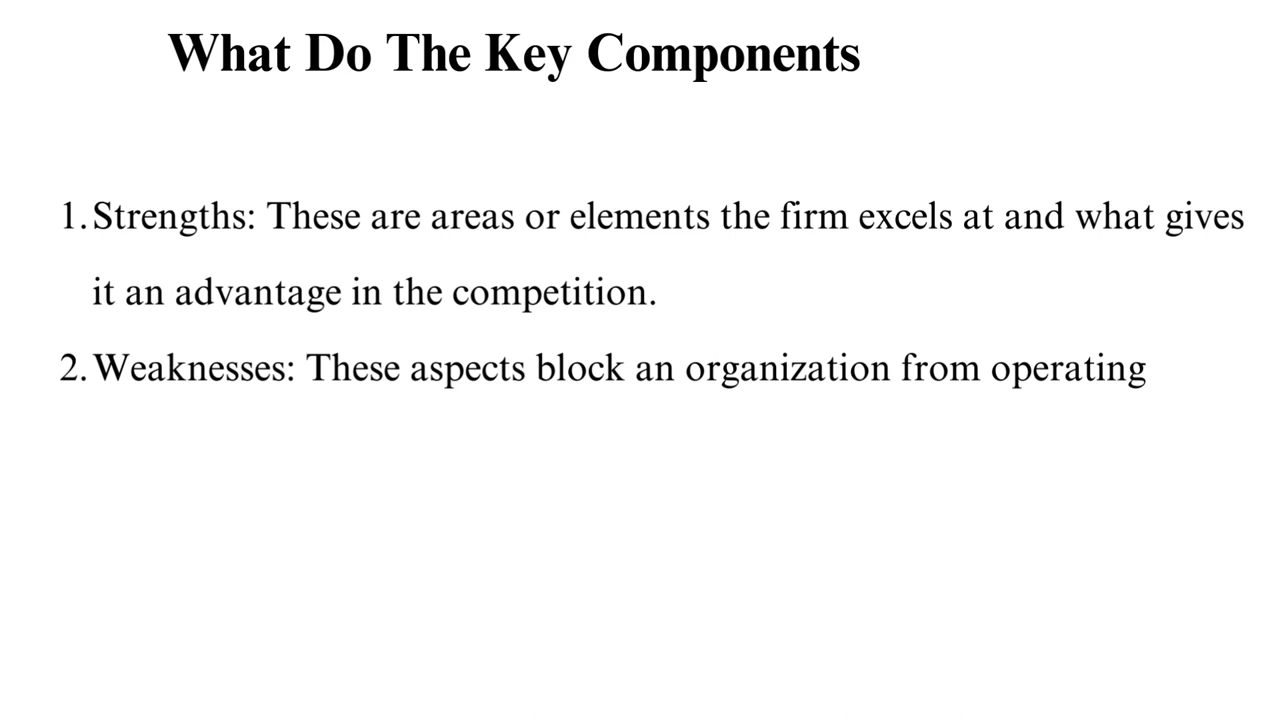 What Do The Key Components
1. Strengths: These are areas or elements the firm excels at and what gives
it an advantage in the competition.
2. Weaknesses: These aspects block an organization from operating